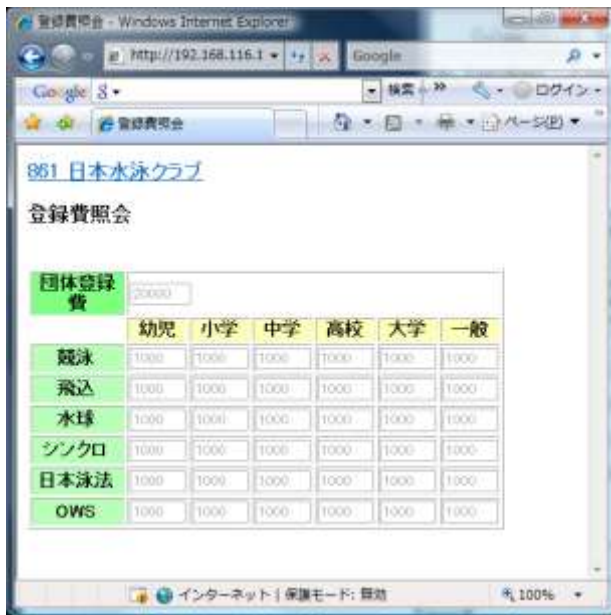 登録費照会 - Windows Internet Explorer
http://192.168.116.1 Google
Google 検索 ログイン
登録費照会 ページ(P)
861 日本水泳クラブ
登録費照会
団体登録費 20000
幼児 小学 中学 高校 大学 一般
競泳 1000 1000 1000 1000 1000 1000
飛込 1000 1000 1000 1000 1000 1000
水球 1000 1000 1000 1000 1000 1000
シンクロ 1000 1000 1000 1000 1000 1000
日本泳法 1000 1000 1000 1000 1000 1000
OWS 1000 1000 1000 1000 1000 1000
インターネット | 保護モード: 無効 100%